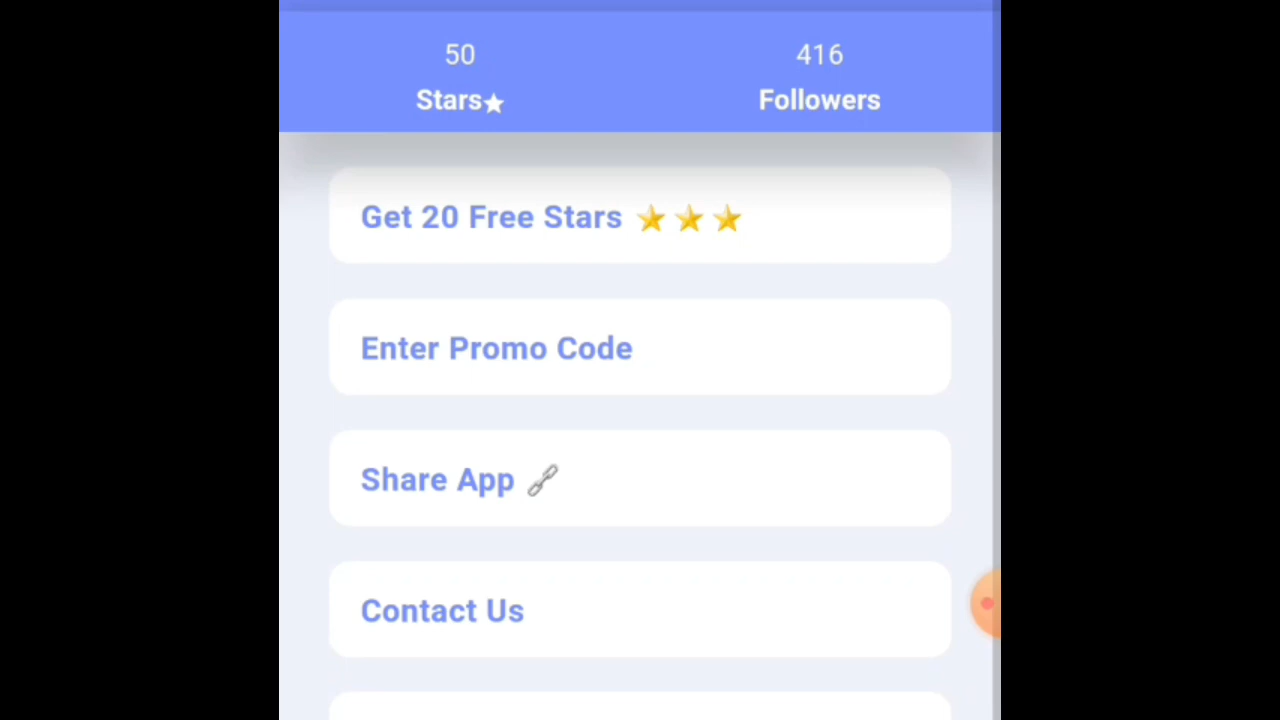 50
416
Stars★
Followers
Get 20 Free Stars ⭐⭐⭐
Enter Promo Code
Share App 🔗
Contact Us